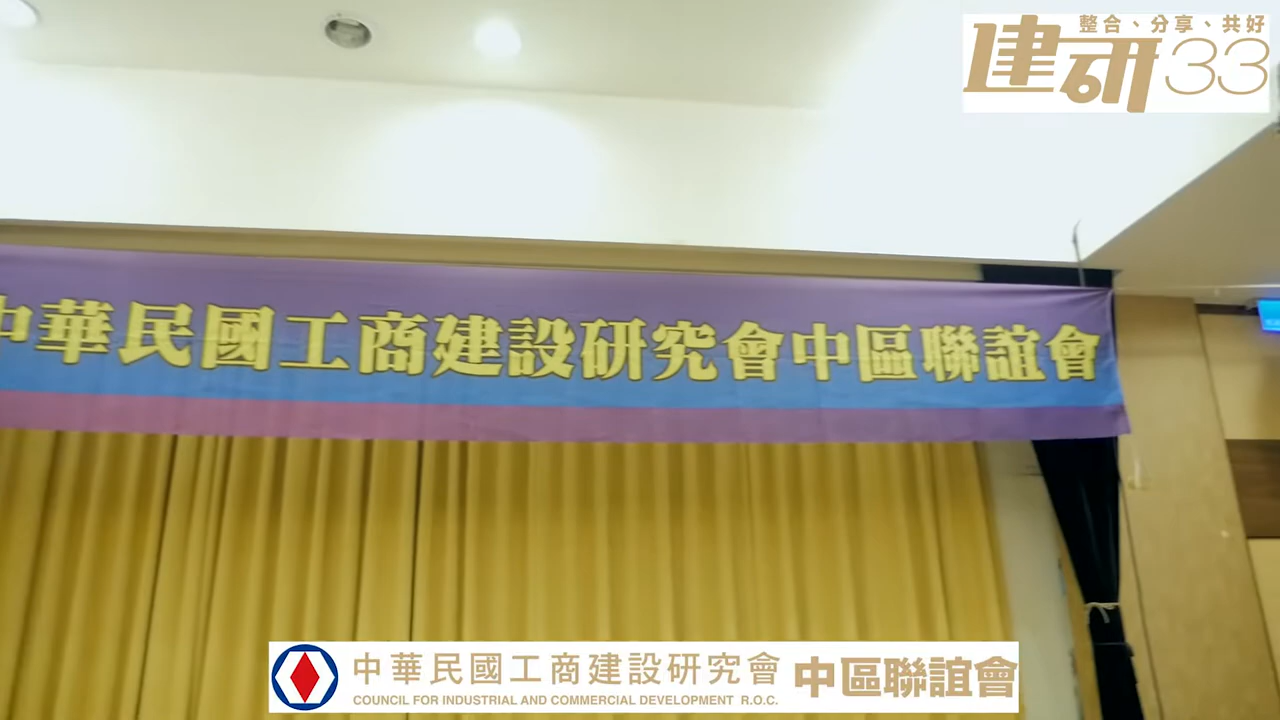 整合、分享、共好
建研33
中華民國工商建設研究會中區聯誼會
中華民國工商建設研究會 中區聯誼會
COUNCIL FOR INDUSTRIAL AND COMMERCIAL DEVELOPMENT R.O.C.